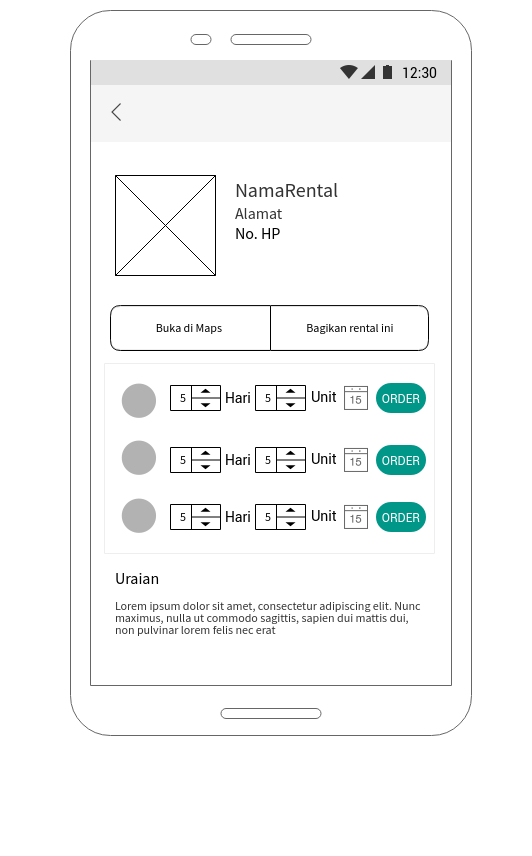 12:30
NamaRental
Alamat
No. HP
Buka di Maps Bagikan rental ini
5 Hari 5 Unit 15 ORDER
5 Hari 5 Unit 15 ORDER
5 Hari 5 Unit 15 ORDER
Uraian
Lorem ipsum dolor sit amet, consectetur adipiscing elit. Nunc
maximus, nulla ut commodo sagittis, sapien dui mattis dui,
non pulvinar lorem felis nec erat